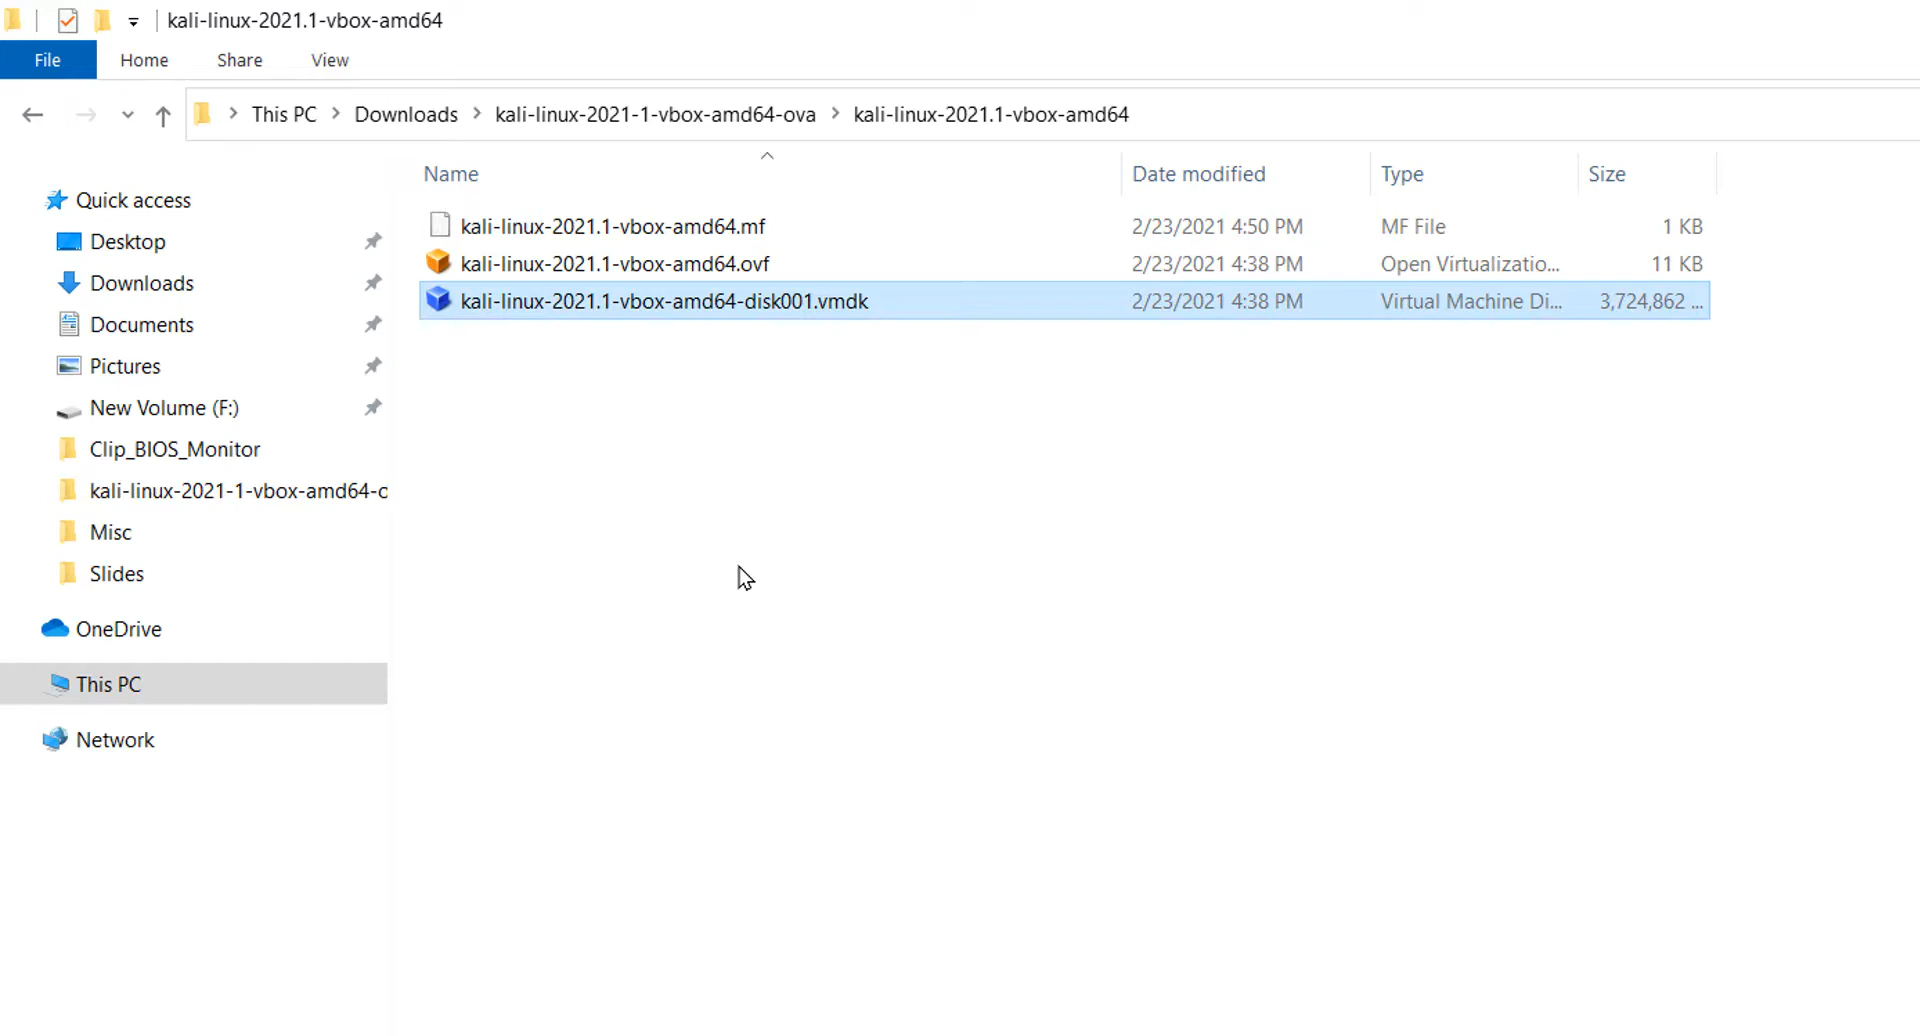 kali-linux-2021.1-vbox-amd64
File Home Share View
This PC Downloads kali-linux-2021-1-vbox-amd64-ova kali-linux-2021.1-vbox-amd64
Name Date modified Type Size
kali-linux-2021.1-vbox-amd64.mf 2/23/2021 4:50 PM MF File 1 KB
kali-linux-2021.1-vbox-amd64.ovf 2/23/2021 4:38 PM Open Virtualizatio... 11 KB
kali-linux-2021.1-vbox-amd64-disk001.vmdk 2/23/2021 4:38 PM Virtual Machine Di... 3,724,862 ...
Quick access
Desktop
Downloads
Documents
Pictures
New Volume (F:)
Clip_BIOS_Monitor
kali-linux-2021-1-vbox-amd64-o
Misc
Slides
OneDrive
This PC
Network